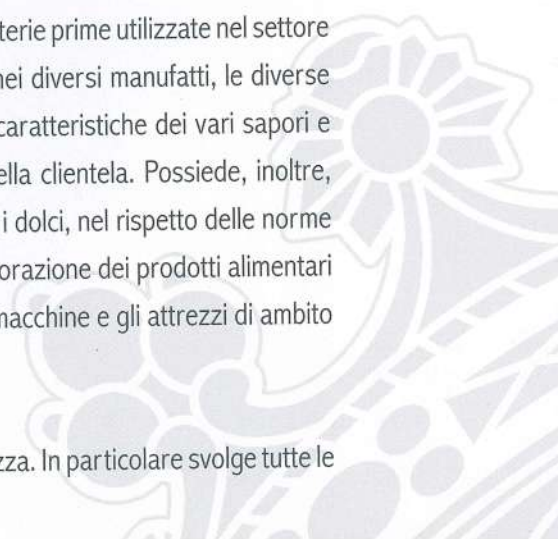 terie prime utilizzate nel settore
nei diversi manufatti, le diverse
caratteristiche dei vari sapori e
ella clientela. Possiede, inoltre,
i dolci, nel rispetto delle norme
orazione dei prodotti alimentari
macchine e gli attrezzi di ambito
zza. In particolare svolge tutte le